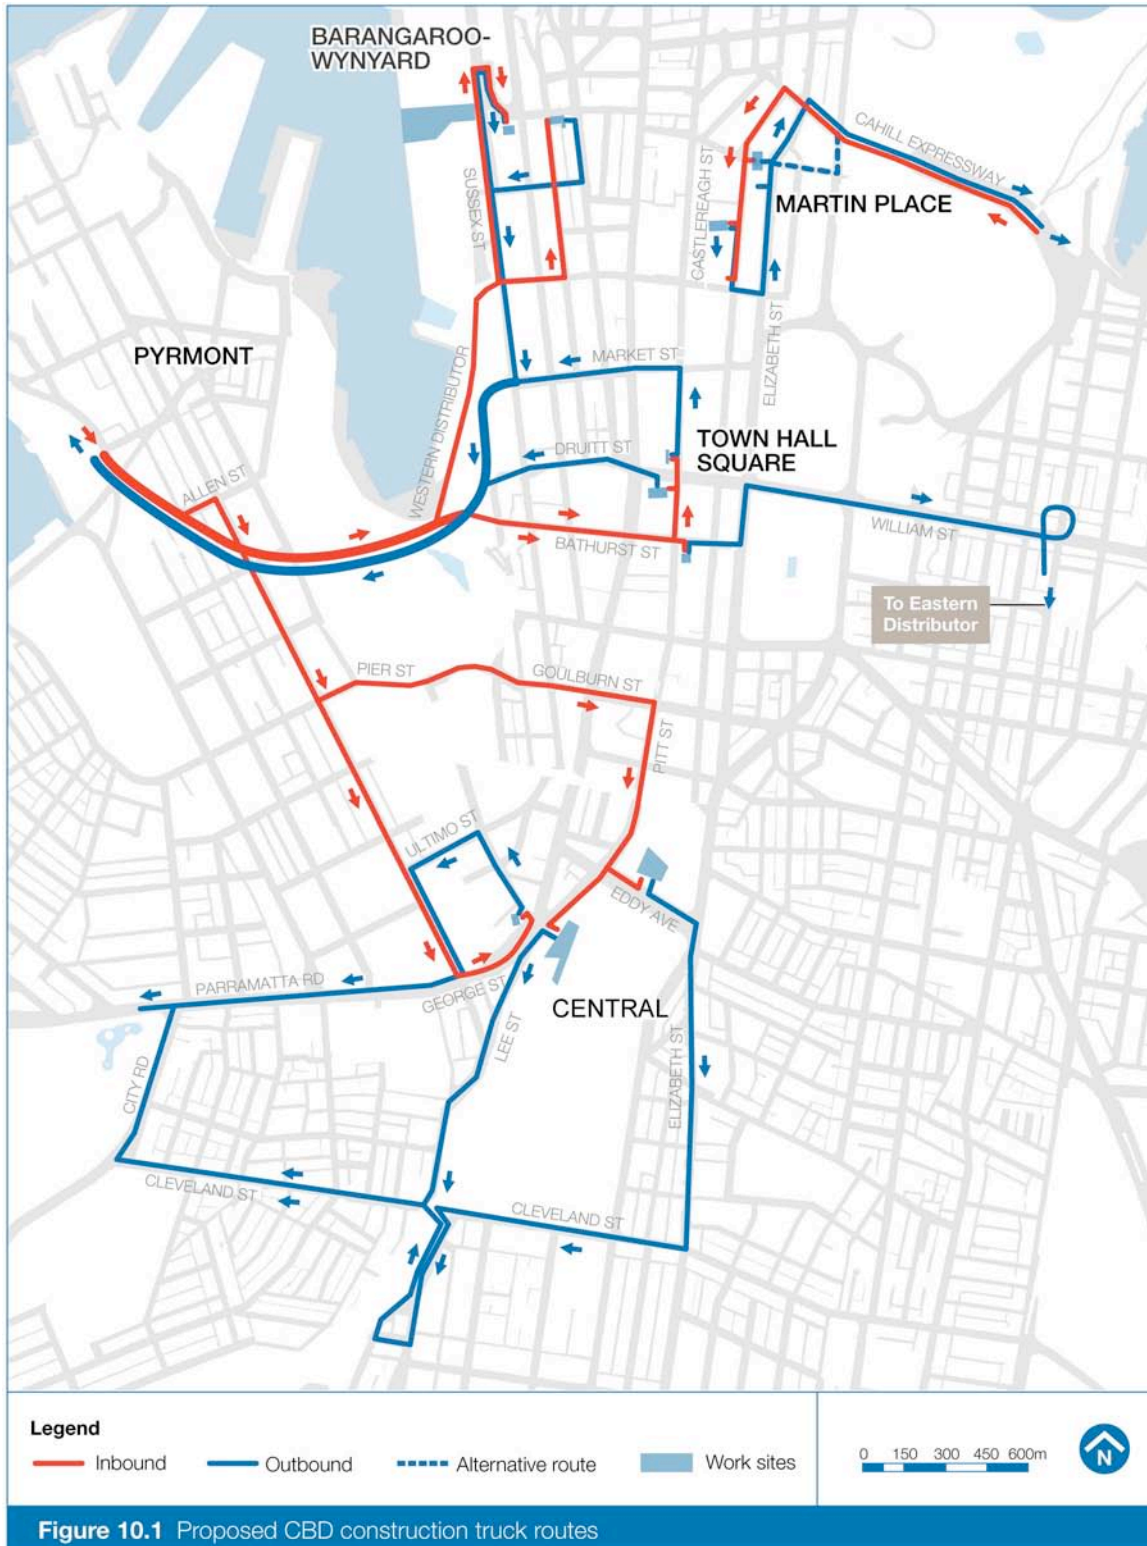 BARANGAROO-
WYNYARD
CAHILL EXPRESSWAY
CASTLEREAGH ST
SUSSEX ST
MARTIN PLACE
ELIZABETH ST
PYRMONT
WESTERN DISTRIBUTOR
MARKET ST
DRUITT ST
TOWN HALL
SQUARE
ALLEN ST
WILLIAM ST
BATHURST ST
To Eastern
Distributor
PIER ST
GOULBURN ST
PITT ST
ULTIMO ST
EDDY AVE
PARRAMATTA RD
GEORGE ST
CENTRAL
LEE ST
ELIZABETH ST
CITY RD
CLEVELAND ST
CLEVELAND ST
Legend
Inbound
Outbound
Alternative route
Work sites
0 150 300 450 600m
N
Figure 10.1 Proposed CBD construction truck routes